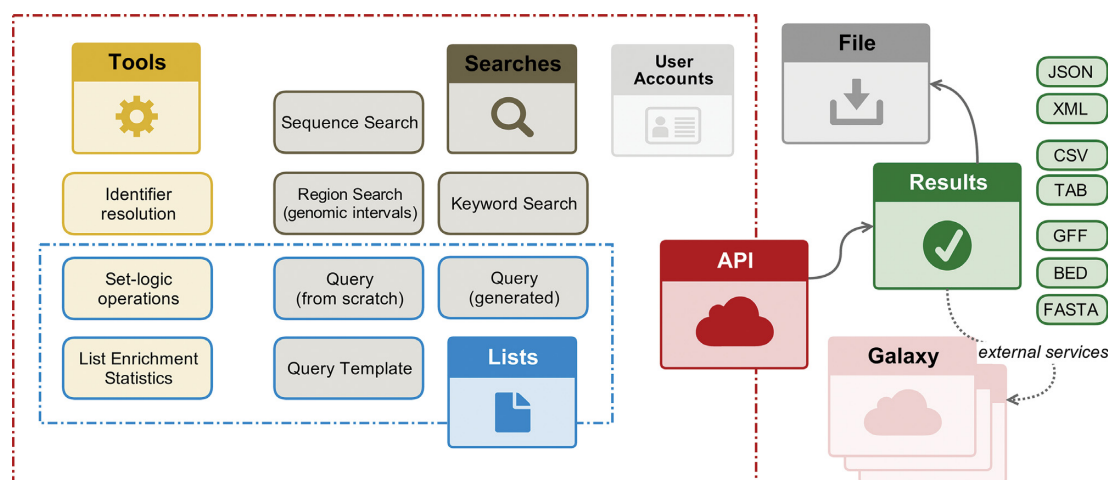 Tools
Searches
User
Accounts
File
JSON
XML
Sequence Search
CSV
Results
TAB
Identifier
resolution
Region Search
(genomic intervals)
Keyword Search
GFF
API
BED
Set-logic
operations
Query
(from scratch)
Query
(generated)
FASTA
List Enrichment
Statistics
Query Template
Lists
Galaxy
external services